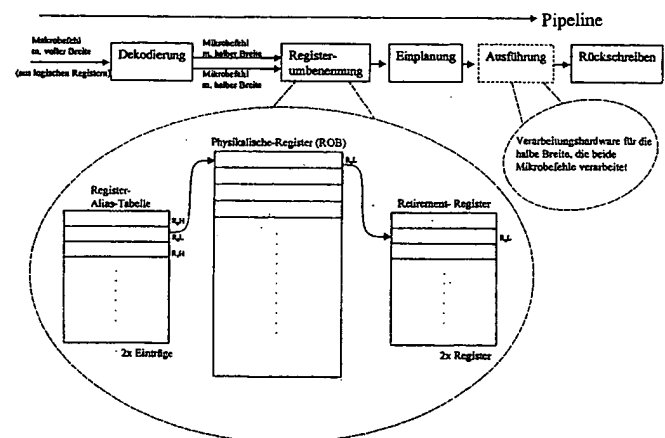 Pipeline
Makrobefehl
m. voller Breite
(aus logischen Registern)
Dekodierung
Mikrobefehl
m. halber Breite
Mikrobefehl
m. halber Breite
Register-
umbenennung
Einplanung
Ausführung
Rückschreiben
Verarbeitungshardware für die
halbe Breite, die beide
Mikrobefehle verarbeitet
Physikalische-Register (ROB)
Register-
Alias-Tabelle
Retirement- Register
2x Einträge
2x Register